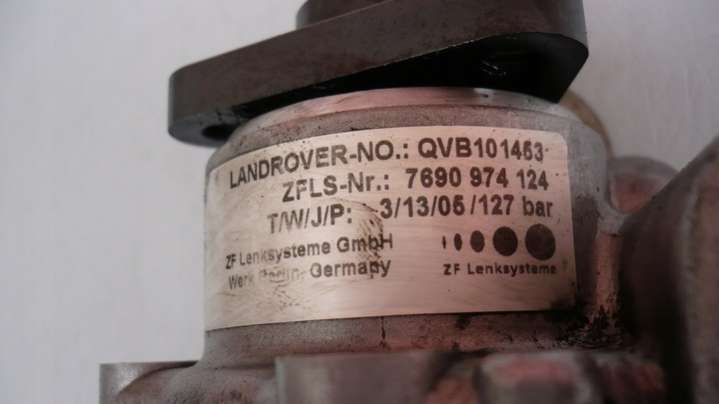 LANDROVER-NO.: QVB101453
ZFLS-Nr.: 7690 974 124
T/W/J/P: 3/13/05/127 bar
ZF Lenksysteme GmbH
Werk Berlin, Germany
ZF Lenksysteme